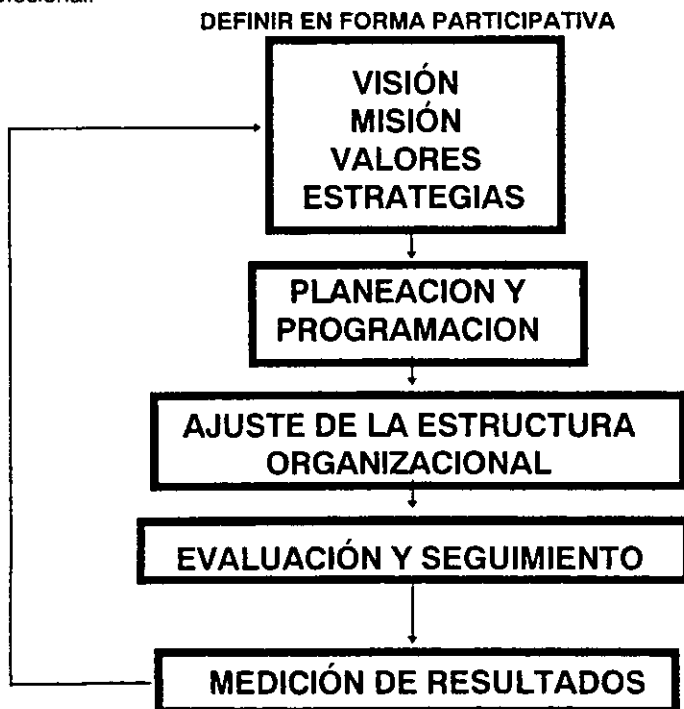 DEFINIR EN FORMA PARTICIPATIVA
VISIÓN
MISIÓN
VALORES
ESTRATEGIAS
PLANEACION Y
PROGRAMACION
AJUSTE DE LA ESTRUCTURA
ORGANIZACIONAL
EVALUACIÓN Y SEGUIMIENTO
MEDICIÓN DE RESULTADOS